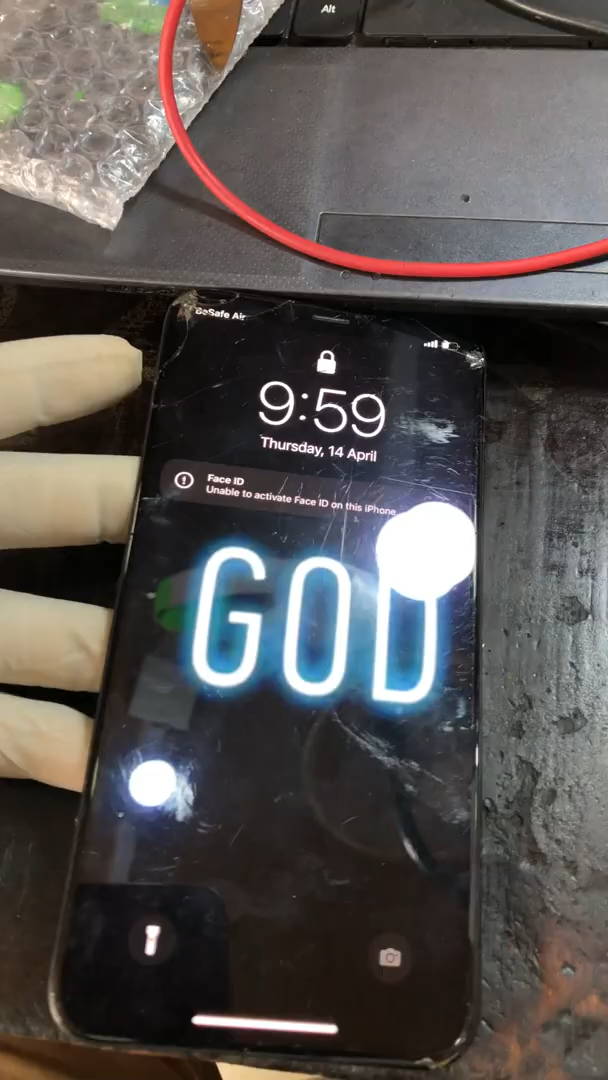 Alt
BeSafe Air
9:59
Thursday, 14 April
Face ID
Unable to activate Face ID on this iPhone.
GOD